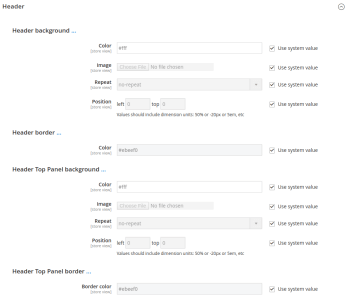 Header
Header background ...
Color
[store view]
#fff
Use system value
Image
[store view]
Choose File No file chosen
Use system value
Repeat
[store view]
no-repeat
Use system value
Position
[store view]
left 0 top 0
Use system value
Values should include dimension units: 50% or -20px or 5em, etc
Header border ...
Color
[store view]
#ebeef0
Use system value
Header Top Panel background ...
Color
[store view]
#fff
Use system value
Image
[store view]
Choose File No file chosen
Use system value
Repeat
[store view]
no-repeat
Use system value
Position
[store view]
left 0 top 0
Use system value
Values should include dimension units: 50% or -20px or 5em, etc
Header Top Panel border ...
Border color
[store view]
#ebeef0
Use system value